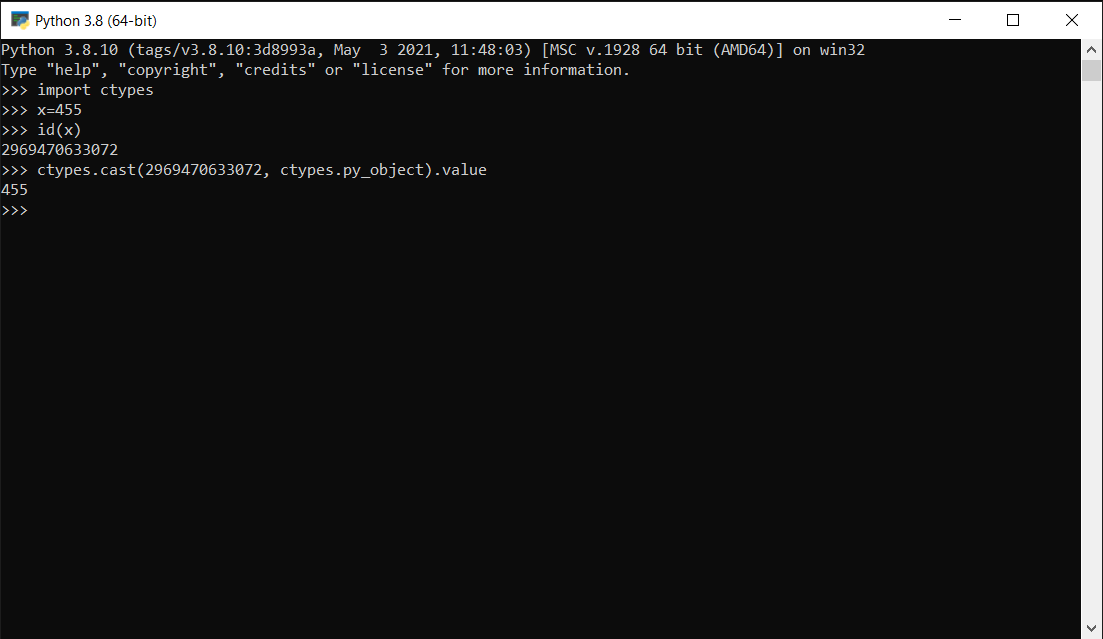 Python 3.8 (64-bit)
Python 3.8.10 (tags/v3.8.10:3d8993a, May  3 2021, 11:48:03) [MSC v.1928 64 bit (AMD64)] on win32
Type "help", "copyright", "credits" or "license" for more information.
>>> import ctypes
>>> x=455
>>> id(x)
2969470633072
>>> ctypes.cast(2969470633072, ctypes.py_object).value
455
>>>